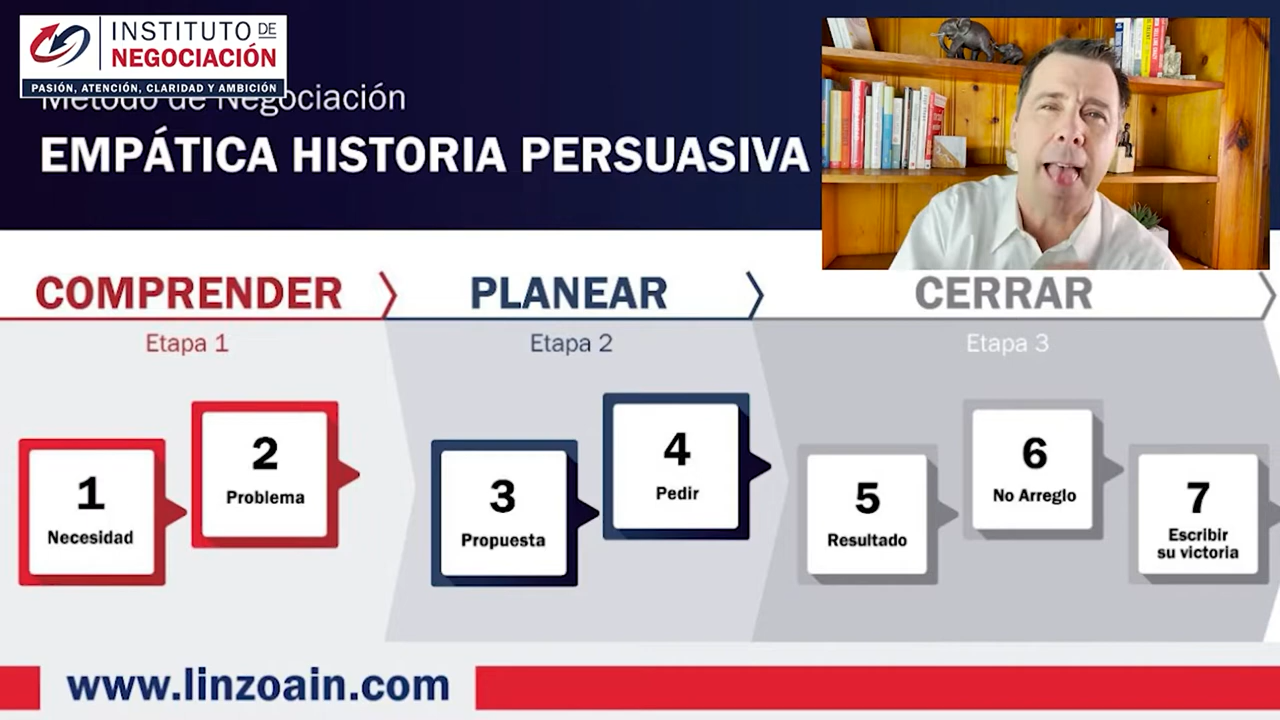 INSTITUTO DE
NEGOCIACIÓN
PASIÓN, ATENCIÓN, CLARIDAD Y AMBICIÓN
Método de Negociación
EMPÁTICA HISTORIA PERSUASIVA
COMPRENDER
PLANEAR
CERRAR
Etapa 1
Etapa 2
Etapa 3
1
Necesidad
2
Problema
3
Propuesta
4
Pedir
5
Resultado
6
No Arreglo
7
Escribir
su victoria
www.linzoain.com